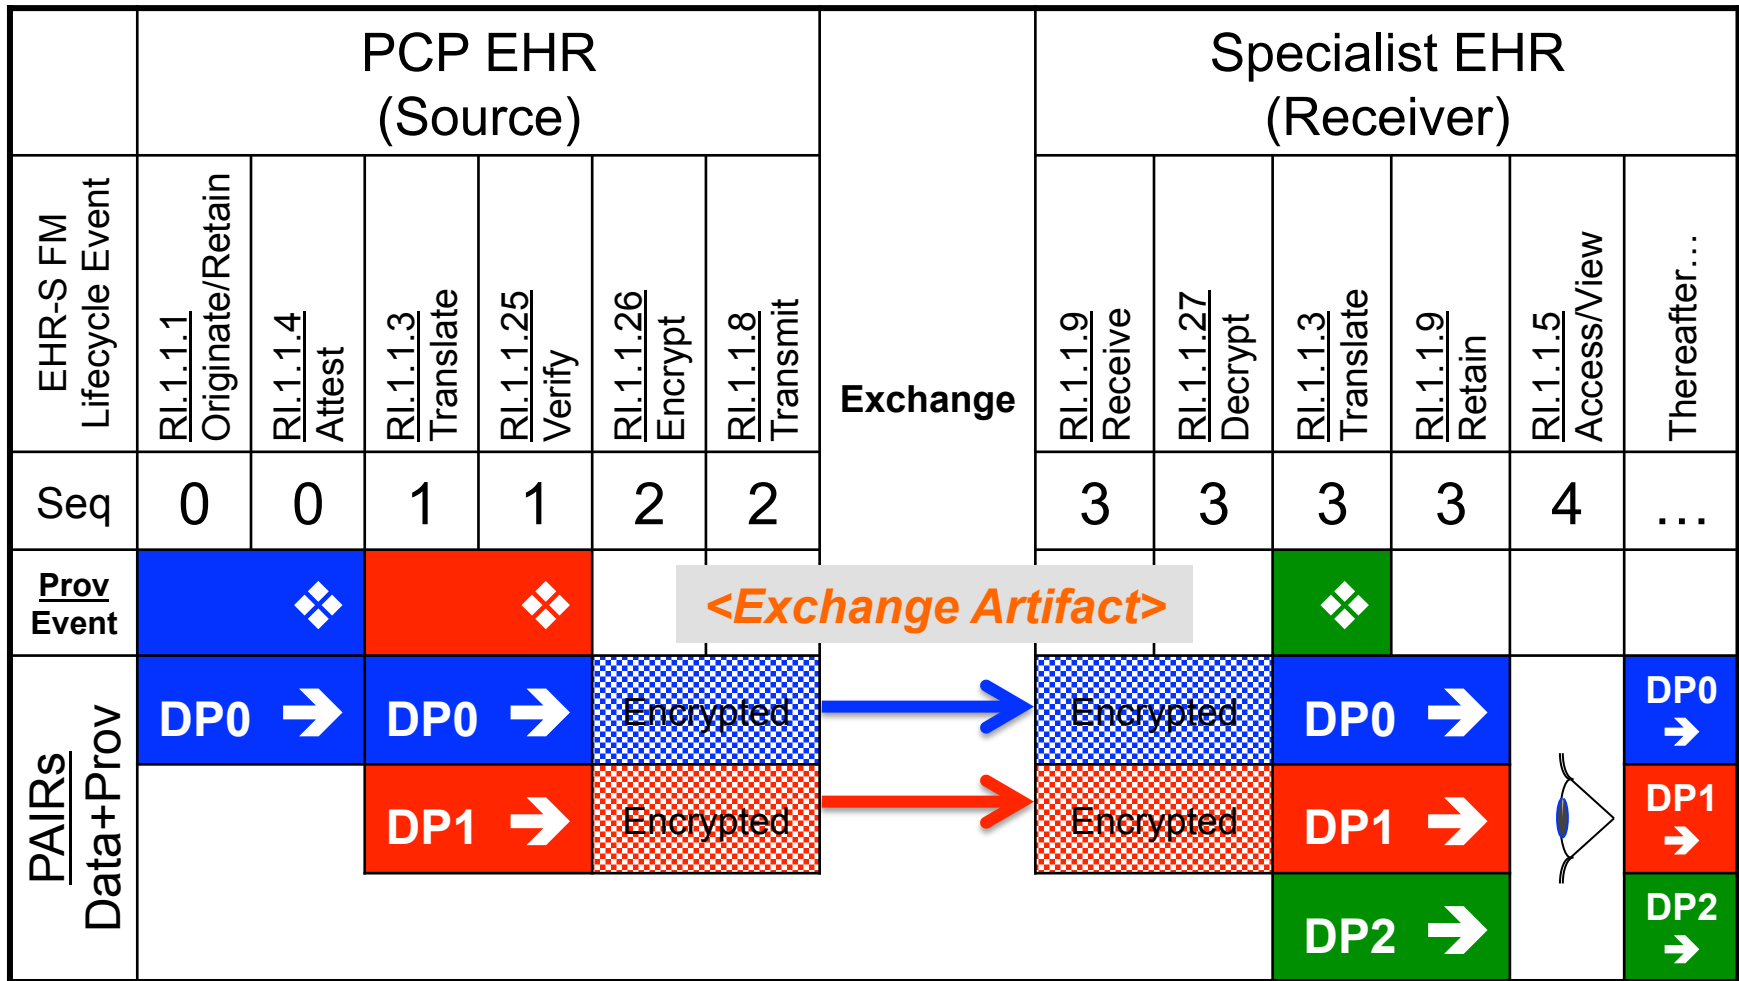 PCP EHR
(Source)
Specialist EHR
(Receiver)
EHR-S FM
Lifecycle Event
RI.1.1.1
Originate/Retain
RI.1.1.4
Attest
RI.1.1.3
Translate
RI.1.1.25
Verify
RI.1.1.26
Encrypt
RI.1.1.8
Transmit
Exchange
RI.1.1.9
Receive
RI.1.1.27
Decrypt
RI.1.1.3
Translate
RI.1.1.9
Retain
RI.1.1.5
Access/View
Thereafter...
Seq
0
0
1
1
2
2
3
3
3
3
4
...
Prov
Event
<Exchange Artifact>
PAIRs
Data+Prov
DP0
DP0
Encrypted
Encrypted
DP0
DP0
DP1
Encrypted
Encrypted
DP1
DP1
DP2
DP2